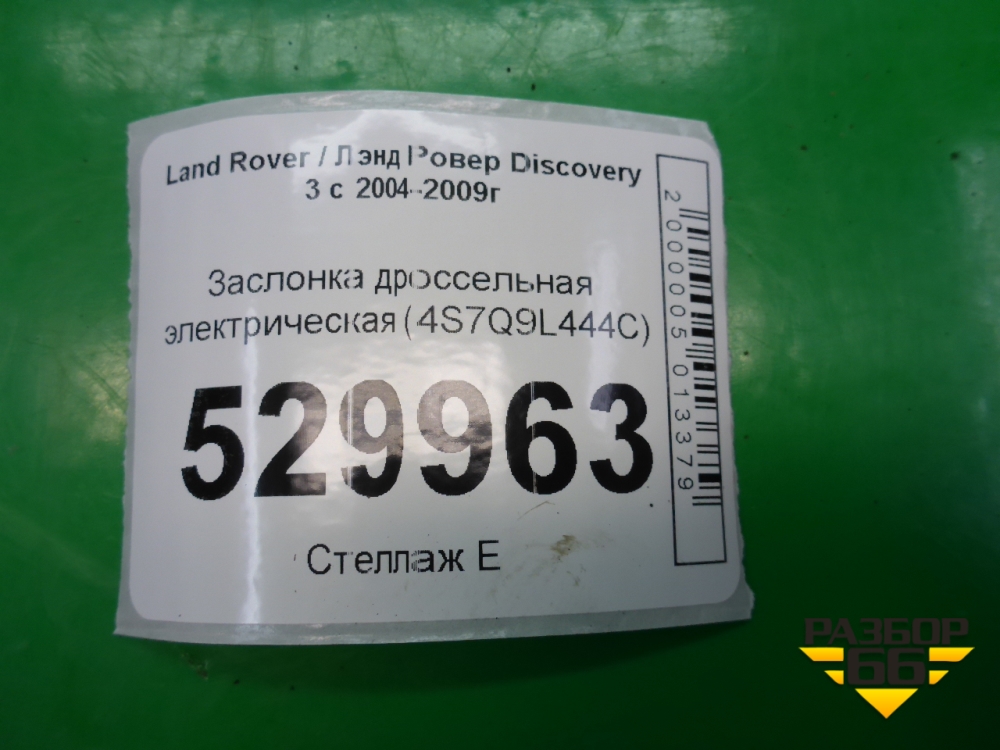 Land Rover / Лэнд Ровер Discovery
3 с 2004-2009г
Заслонка дроссельная
электрическая (4S7Q9L444C)
529963
Стеллаж Е
2000005013379
РАЗБОР
66